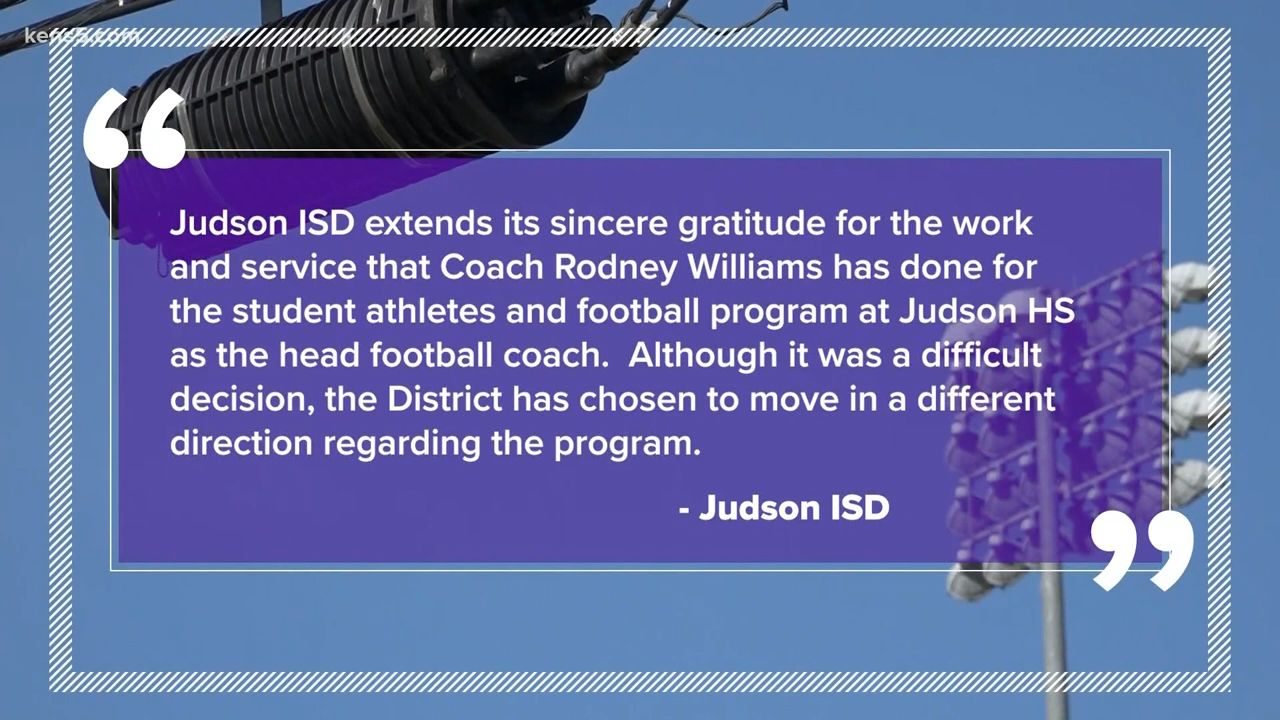 kens5.com
Judson ISD extends its sincere gratitude for the work
and service that Coach Rodney Williams has done for
the student athletes and football program at Judson HS
as the head football coach.  Although it was a difficult
decision, the District has chosen to move in a different
direction regarding the program.
- Judson ISD